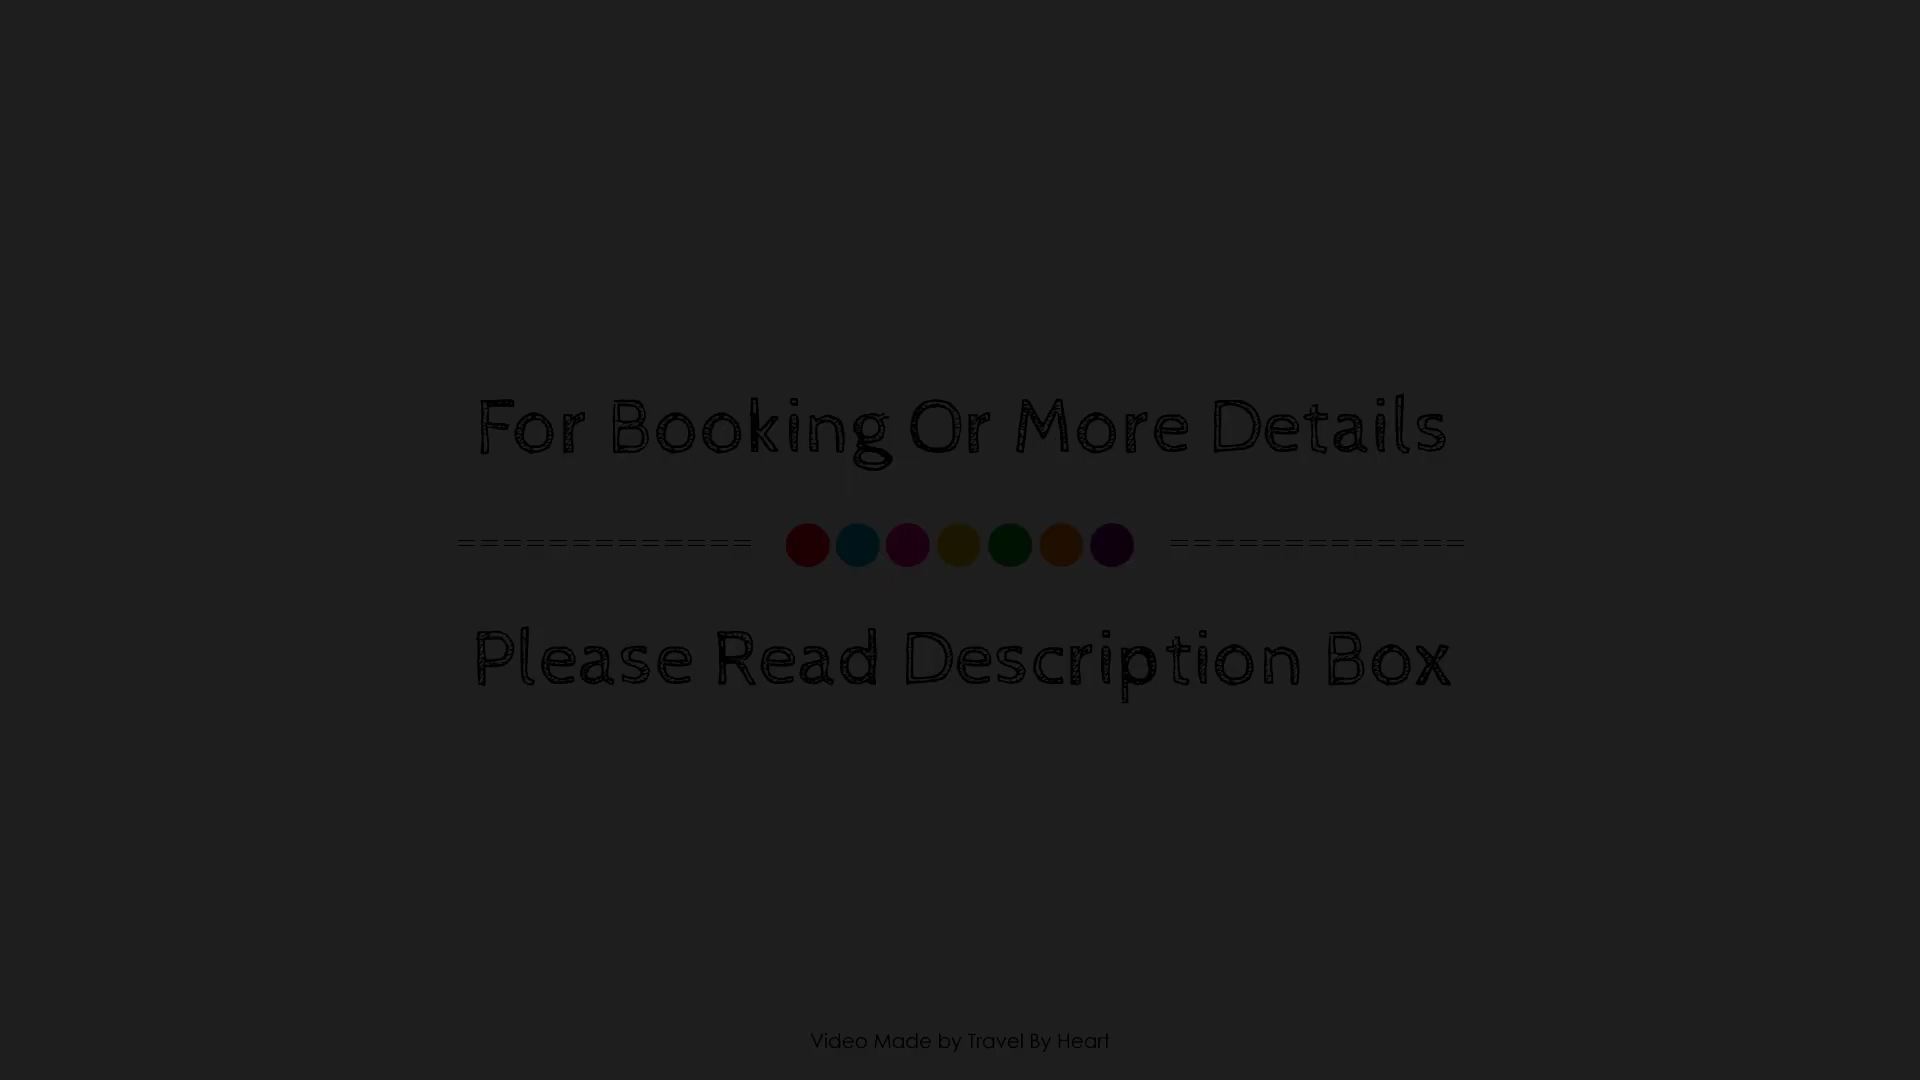 For Booking Or More Details
============= =============
Please Read Description Box
Video Made by Travel By Heart